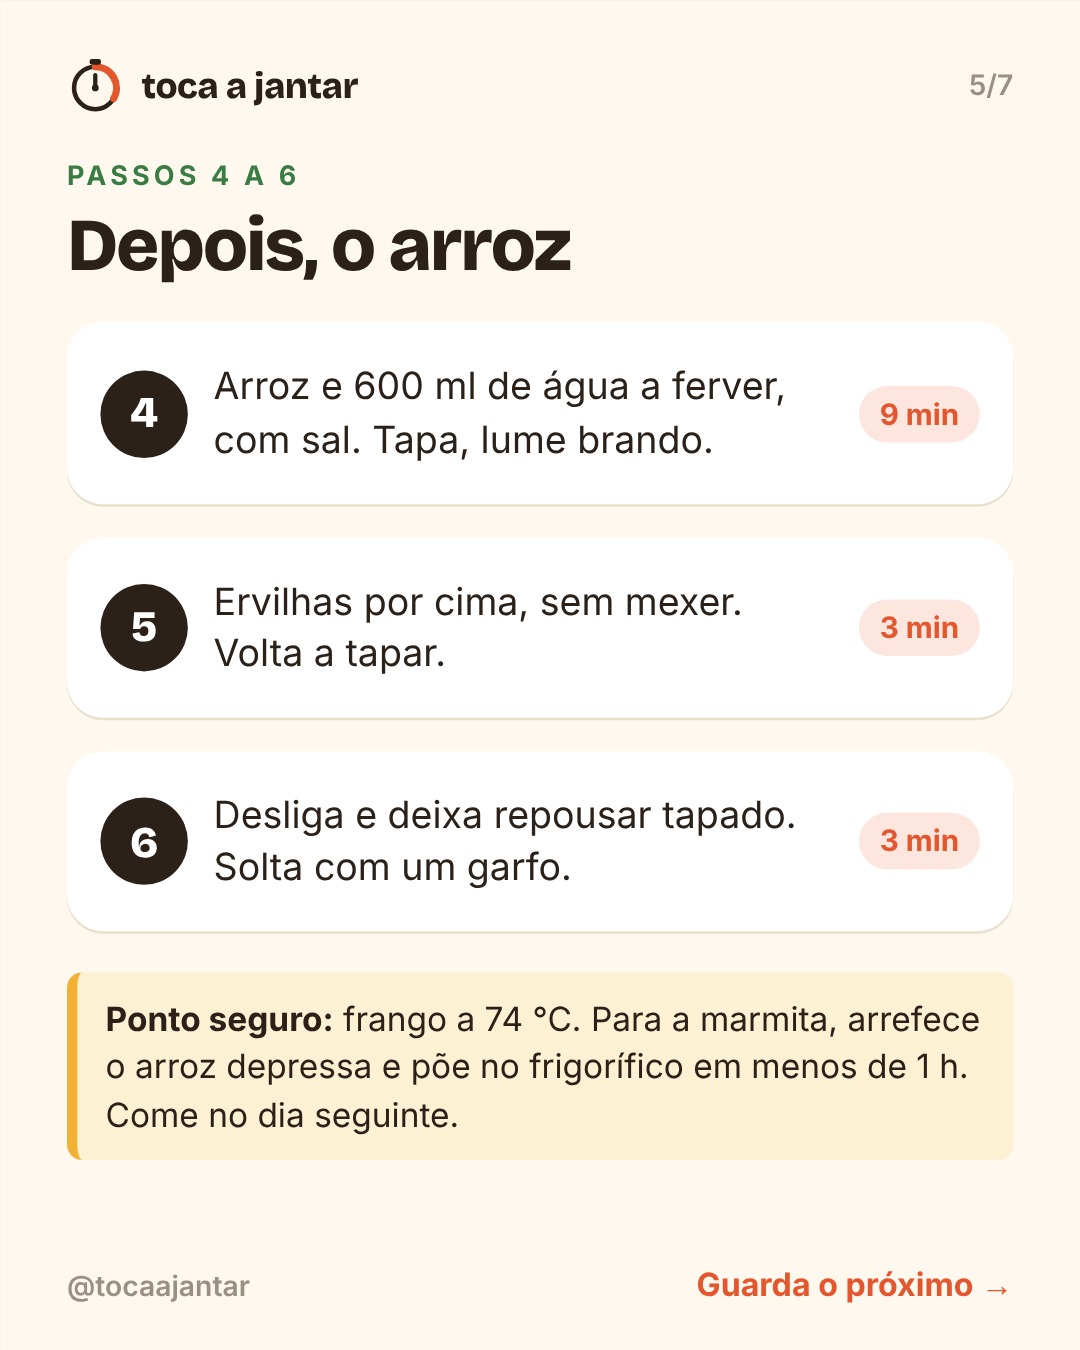 toca a jantar
5/7
PASSOS 4 A 6
Depois, o arroz
4
Arroz e 600 ml de água a ferver,
com sal. Tapa, lume brando.
9 min
5
Ervilhas por cima, sem mexer.
Volta a tapar.
3 min
6
Desliga e deixa repousar tapado.
Solta com um garfo.
3 min
Ponto seguro: frango a 74 °C. Para a marmita, arrefece
o arroz depressa e põe no frigorífico em menos de 1 h.
Come no dia seguinte.
@tocaajantar
Guarda o próximo →